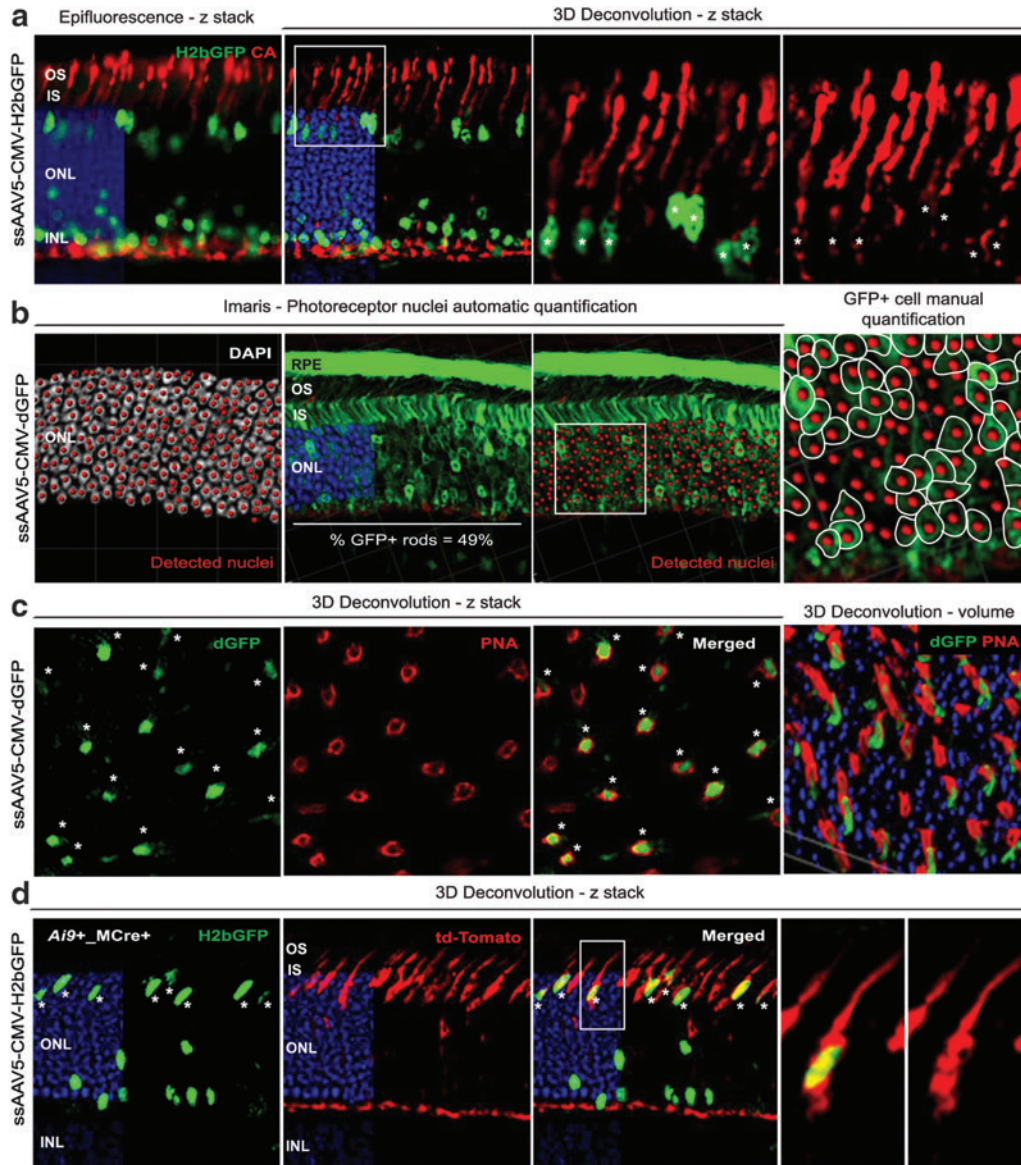 a
Epifluorescence - z stack
3D Deconvolution - z stack
ssAAV5-CMV-H2bGFP
H2bGFP CA
OS
IS
ONL
INL
* * * * * * *
* * * * * * *
b
Imaris - Photoreceptor nuclei automatic quantification
GFP+ cell manual
quantification
ssAAV5-CMV-dGFP
DAPI
ONL
Detected nuclei
RPE
OS
IS
ONL
% GFP+ rods = 49%
Detected nuclei
c
3D Deconvolution - z stack
3D Deconvolution - volume
ssAAV5-CMV-dGFP
dGFP
PNA
Merged
dGFP PNA
d
3D Deconvolution - z stack
ssAAV5-CMV-H2bGFP
Ai9+_MCre+
H2bGFP
ONL
INL
td-Tomato
OS
IS
ONL
INL
Merged
OS
IS
ONL
INL